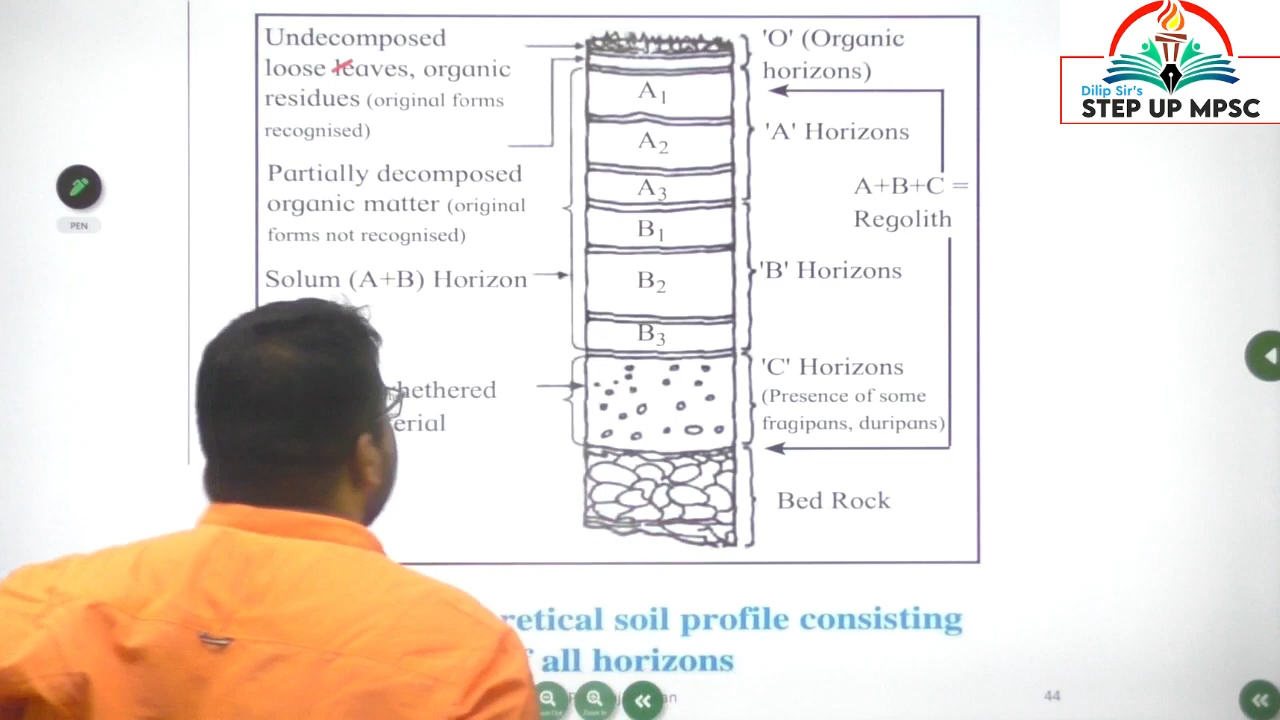 Undecomposed
loose leaves, organic
residues (original forms
recognised)
Partially decomposed
organic matter (original
forms not recognised)
Solum (A+B) Horizon
hethered
erial
A1
A2
A3
B1
B2
B3
'O' (Organic
horizons)
'A' Horizons
A+B+C =
Regolith
'B' Horizons
'C' Horizons
(Presence of some
fragipans, duripans)
Bed Rock
retical soil profile consisting
all horizons
44
PEN
Dilip Sir's
STEP UP MPSC